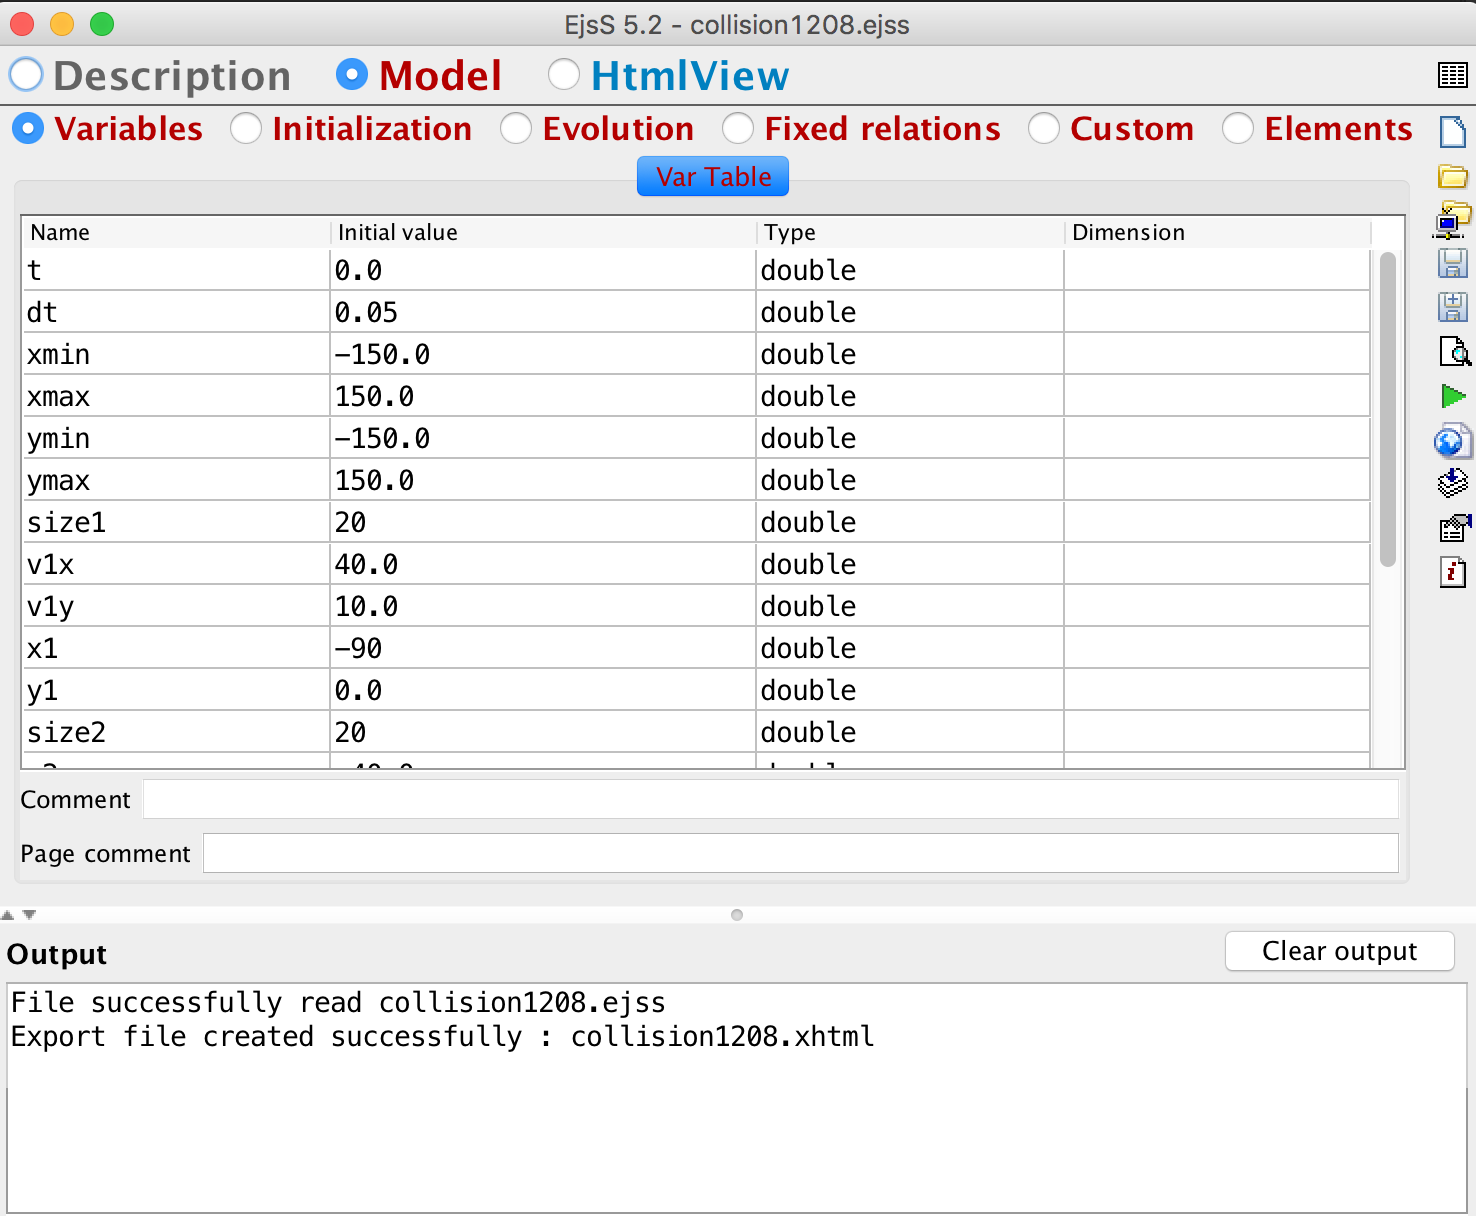 EjsS 5.2 - collision1208.ejss
Description Model HtmlView
Variables Initialization Evolution Fixed relations Custom Elements
Var Table
Name Initial value Type Dimension
t 0.0 double
dt 0.05 double
xmin -150.0 double
xmax 150.0 double
ymin -150.0 double
ymax 150.0 double
size1 20 double
v1x 40.0 double
v1y 10.0 double
x1 -90 double
y1 0.0 double
size2 20 double
Comment
Page comment
Output Clear output
File successfully read collision1208.ejss
Export file created successfully : collision1208.xhtml